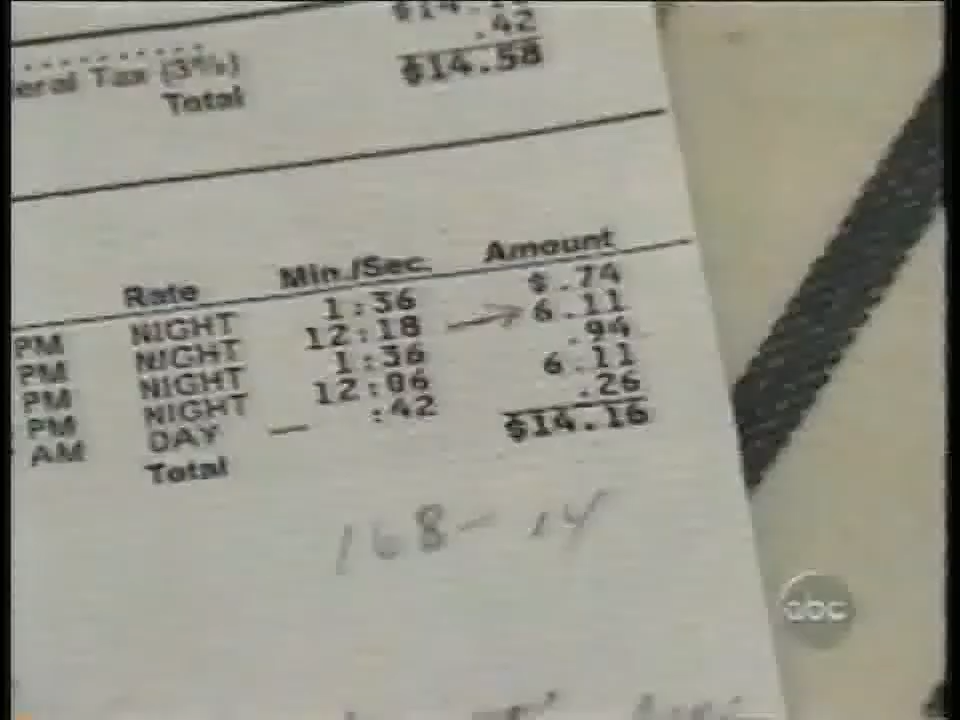 .42
eral Tax (3%) $14.58
Total
Rate Min./Sec. Amount
PM NIGHT 1:36 $.74
PM NIGHT 12:18 6.11
PM NIGHT 1:36 .94
PM NIGHT 12:06 6.11
AM DAY :42 .26
Total $14.16
168- 14
abc